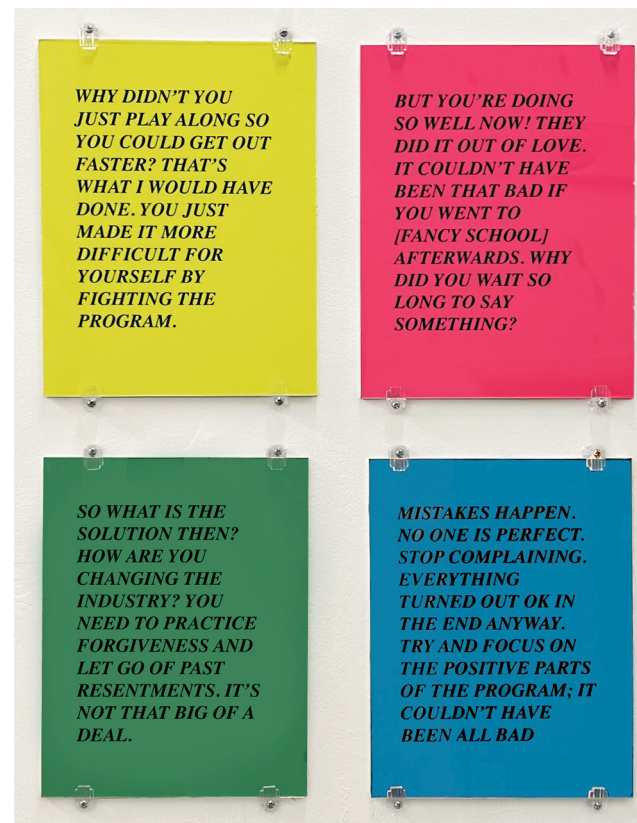 WHY DIDN'T YOU
JUST PLAY ALONG SO
YOU COULD GET OUT
FASTER? THAT'S
WHAT I WOULD HAVE
DONE. YOU JUST
MADE IT MORE
DIFFICULT FOR
YOURSELF BY
FIGHTING THE
PROGRAM.
BUT YOU'RE DOING
SO WELL NOW! THEY
DID IT OUT OF LOVE.
IT COULDN'T HAVE
BEEN THAT BAD IF
YOU WENT TO
[FANCY SCHOOL]
AFTERWARDS. WHY
DID YOU WAIT SO
LONG TO SAY
SOMETHING?
SO WHAT IS THE
SOLUTION THEN?
HOW ARE YOU
CHANGING THE
INDUSTRY? YOU
NEED TO PRACTICE
FORGIVENESS AND
LET GO OF PAST
RESENTMENTS. IT'S
NOT THAT BIG OF A
DEAL.
MISTAKES HAPPEN.
NO ONE IS PERFECT.
STOP COMPLAINING.
EVERYTHING
TURNED OUT OK IN
THE END ANYWAY.
TRY AND FOCUS ON
THE POSITIVE PARTS
OF THE PROGRAM; IT
COULDN'T HAVE
BEEN ALL BAD